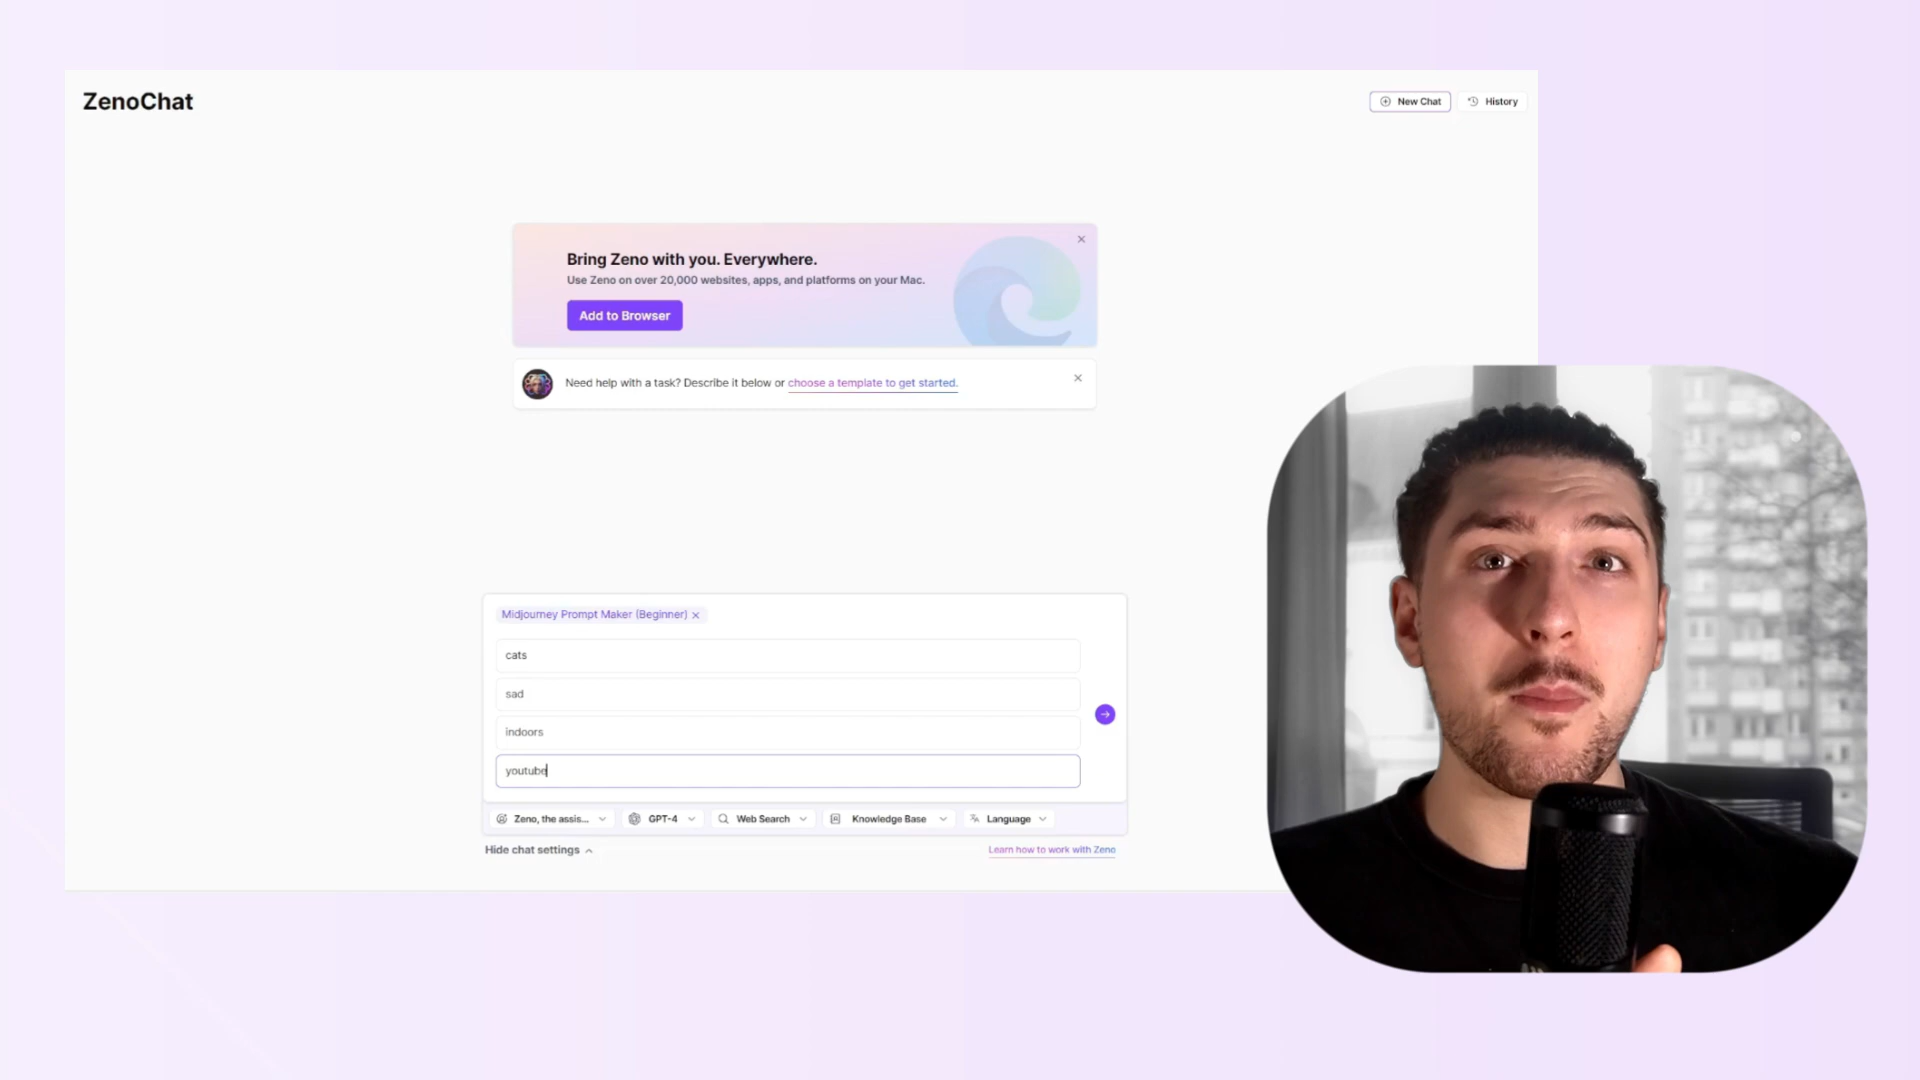 ZenoChat
New Chat
History
Bring Zeno with you. Everywhere.
Use Zeno on over 20,000 websites, apps, and platforms on your Mac.
Add to Browser
Need help with a task? Describe it below or choose a template to get started.
Midjourney Prompt Maker (Beginner)
cats
sad
indoors
youtube
Zeno, the assis...
GPT-4
Web Search
Knowledge Base
Language
Hide chat settings
Learn how to work with Zeno